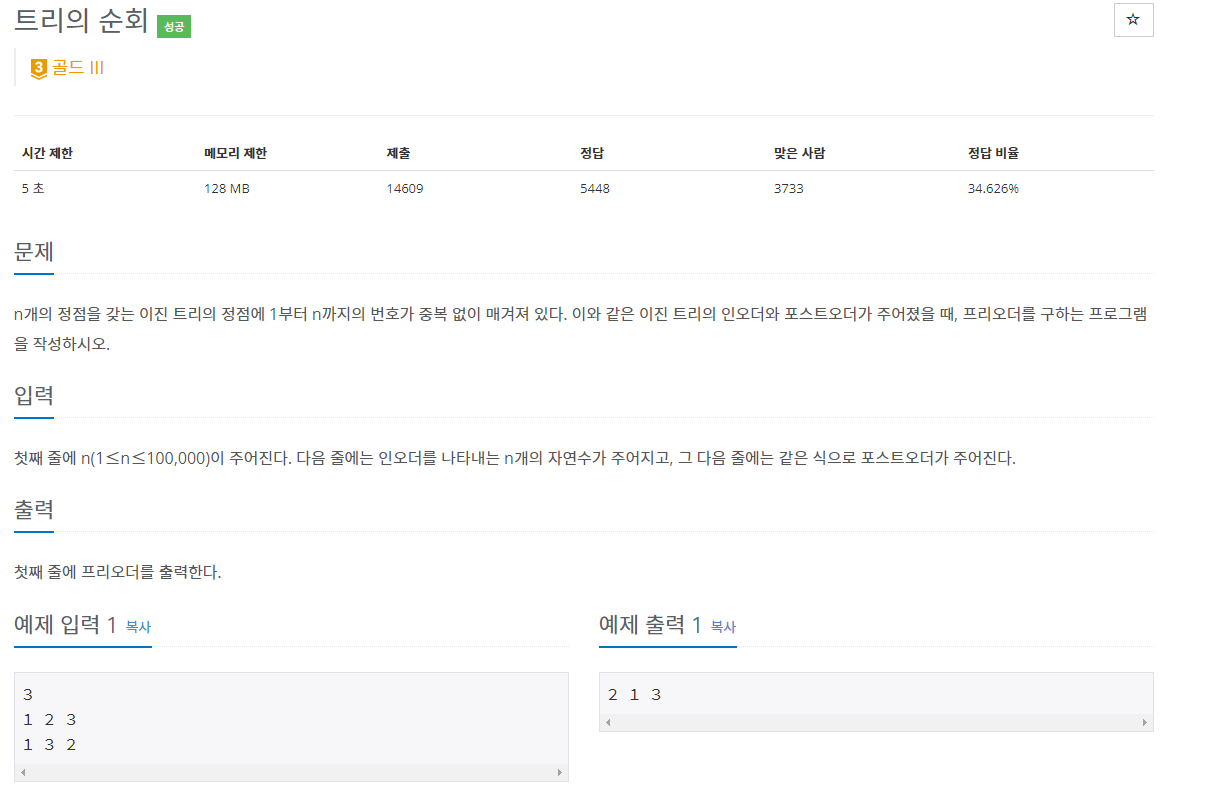 트리의 순회 성공
☆
3 골드 III
시간 제한 메모리 제한 제출 정답 맞은 사람 정답 비율
5 초 128 MB 14609 5448 3733 34.626%
문제
n개의 정점을 갖는 이진 트리의 정점에 1부터 n까지의 번호가 중복 없이 매겨져 있다. 이와 같은 이진 트리의 인오더와 포스트오더가 주어졌을 때, 프리오더를 구하는 프로그램
을 작성하시오.
입력
첫째 줄에 n(1≤n≤100,000)이 주어진다. 다음 줄에는 인오더를 나타내는 n개의 자연수가 주어지고, 그 다음 줄에는 같은 식으로 포스트오더가 주어진다.
출력
첫째 줄에 프리오더를 출력한다.
예제 입력 1 복사
3
1 2 3
1 3 2
예제 출력 1 복사
2 1 3